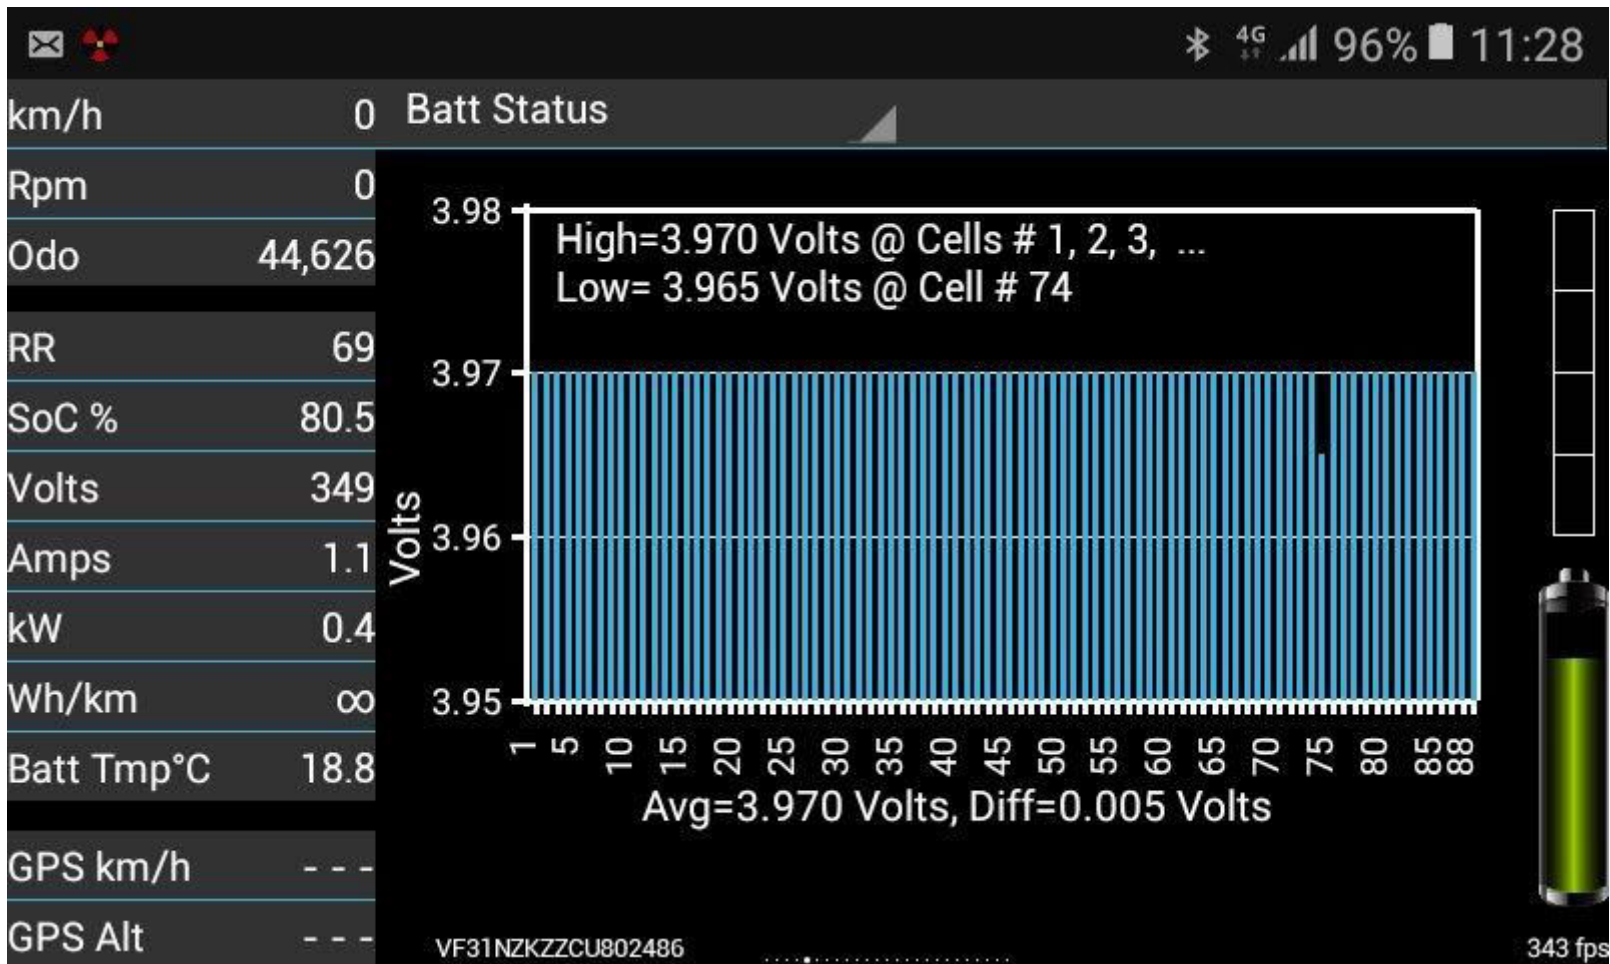 4G 96% 11:28
km/h 0
Batt Status
Rpm 0
Odo 44,626
RR 69
SoC % 80.5
Volts 349
Amps 1.1
kW 0.4
Wh/km ∞
Batt Tmp°C 18.8
GPS km/h - - -
GPS Alt - - -
High=3.970 Volts @ Cells # 1, 2, 3, ...
Low= 3.965 Volts @ Cell # 74
3.98
3.97
3.96
3.95
Volts
1 5 10 15 20 25 30 35 40 45 50 55 60 65 70 75 80 85 88
Avg=3.970 Volts, Diff=0.005 Volts
VF31NZKZZCU802486
343 fps